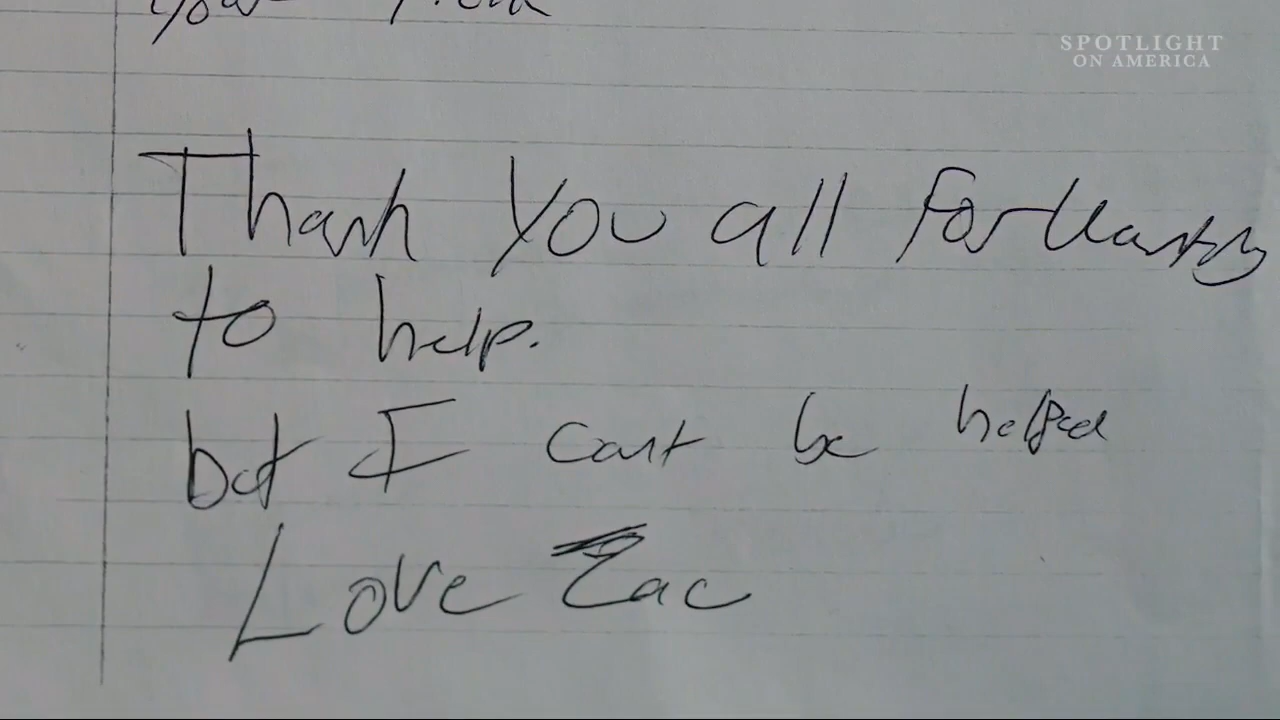 SPOTLIGHT
ON AMERICA
Thank You all for
to help.
but I cant be helped
Love Zac